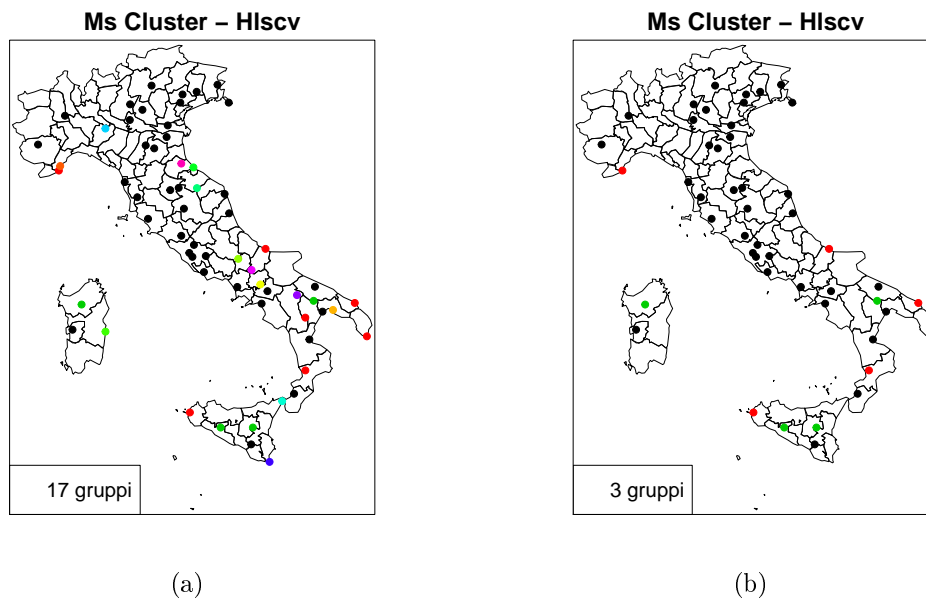 Ms Cluster – Hlscv
Ms Cluster – Hlscv
17 gruppi
3 gruppi
(a)
(b)